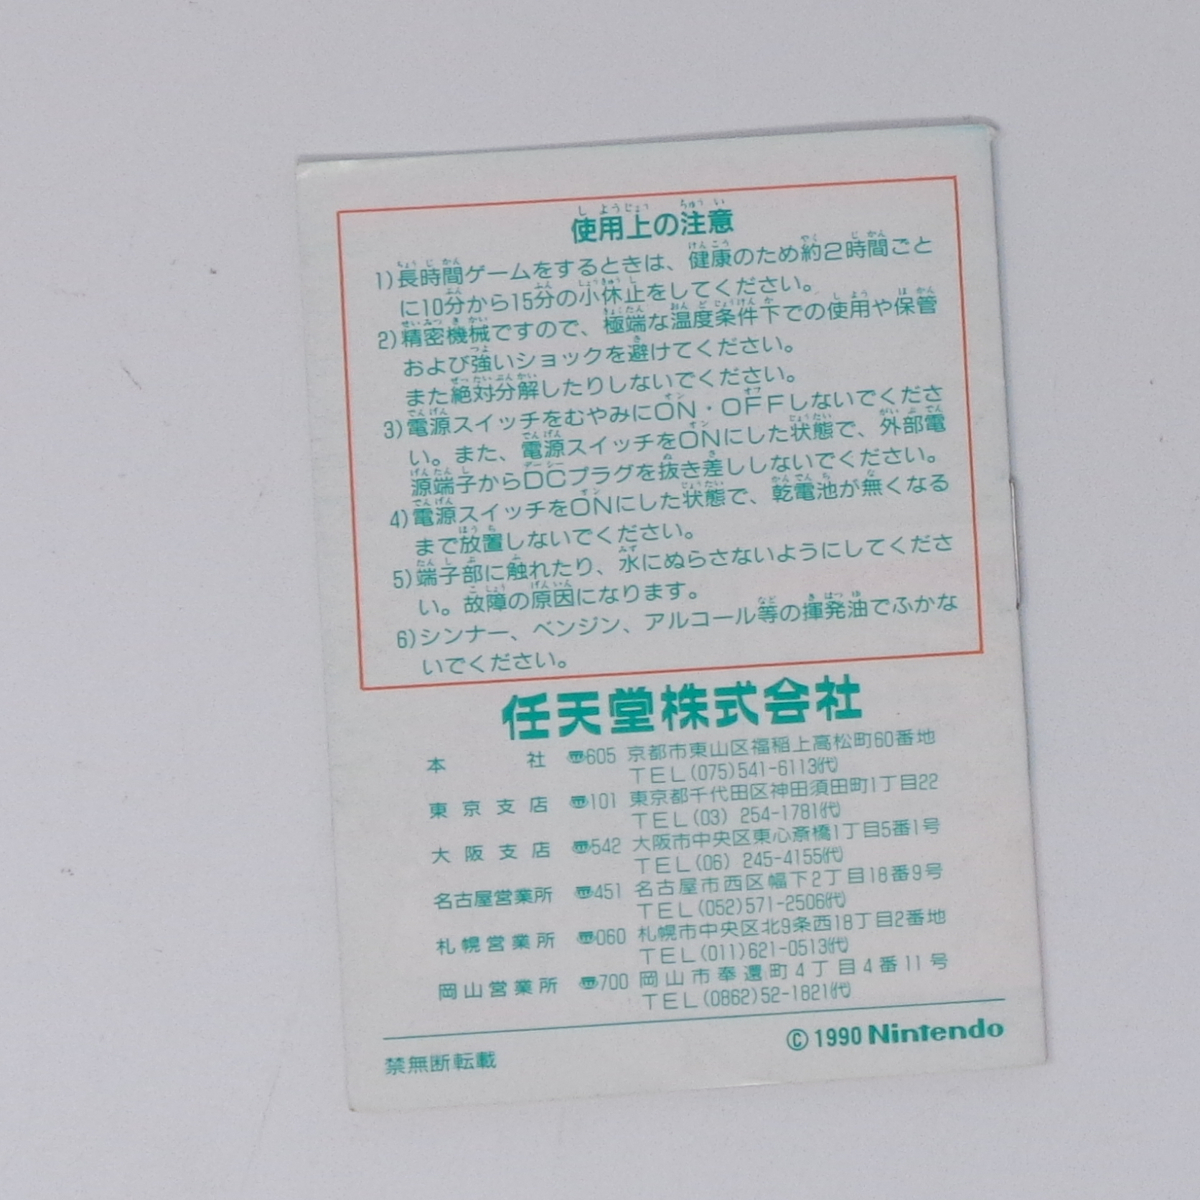 使用上の注意
1)長時間ゲームをするときは、健康のため約2時間ごと
に10分から15分の小休止をしてください。
2)精密機械ですので、極端な温度条件下での使用や保管
および強いショックを避けてください。
また絶対分解したりしないでください。
3)電源スイッチをむやみにON・OFFしないでくださ
い。また、電源スイッチをONにした状態で、外部電
源端子からDCプラグを抜き差ししないでください。
4)電源スイッチをONにした状態で、乾電池が無くなる
まで放置しないでください。
5)端子部に触れたり、水にぬらさないようにしてくださ
い。故障の原因になります。
6)シンナー、ベンジン、アルコール等の揮発油でふかな
いでください。
任天堂株式会社
本社 〠605 京都市東山区福稲上高松町60番地
TEL(075)541-6113(代)
東京支店 〠101 東京都千代田区神田須田町1丁目22
TEL(03) 254-1781(代)
大阪支店 〠542 大阪市中央区東心斎橋1丁目5番1号
TEL(06) 245-4155(代)
名古屋営業所 〠451 名古屋市西区幅下2丁目18番9号
TEL(052)571-2506(代)
札幌営業所 〠060 札幌市中央区北9条西18丁目2番地
TEL(011)621-0513(代)
岡山営業所 〠700 岡山市奉還町4丁目4番11号
TEL(0862)52-1821(代)
©1990 Nintendo
禁無断転載